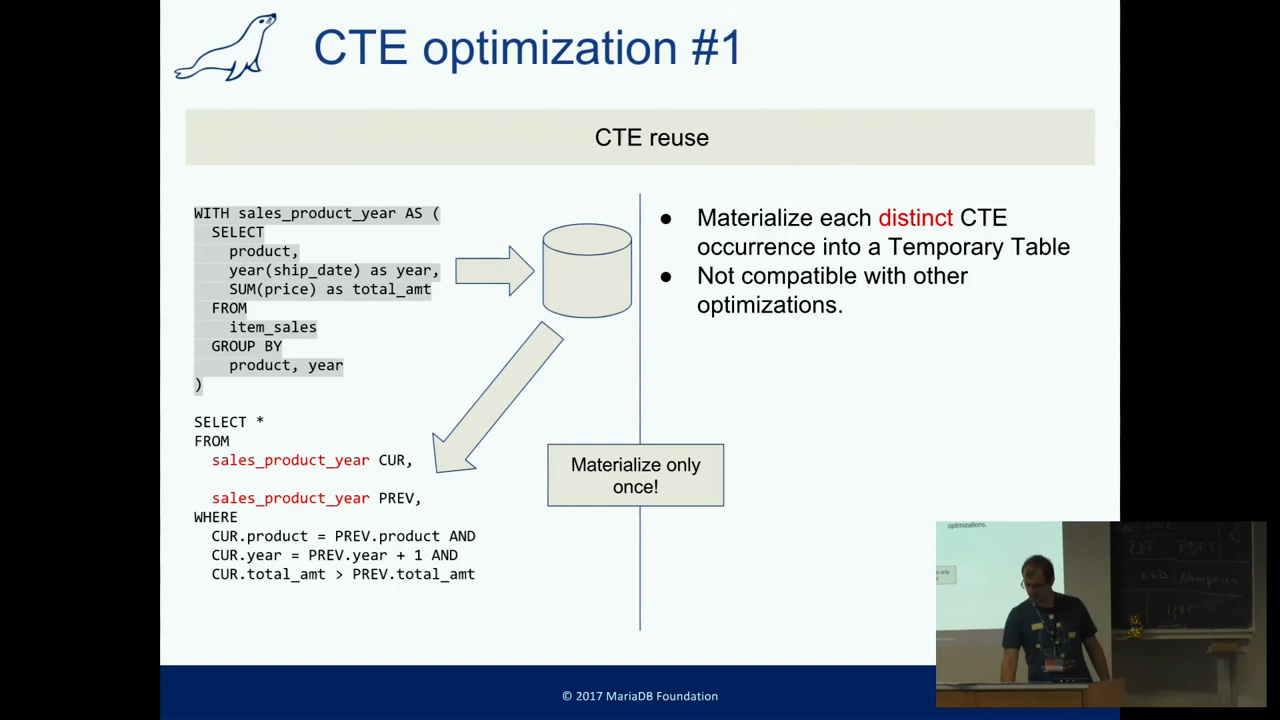 CTE optimization #1
CTE reuse
WITH sales_product_year AS (
SELECT
product,
year(ship_date) as year,
SUM(price) as total_amt
FROM
item_sales
GROUP BY
product, year
)
SELECT *
FROM
sales_product_year CUR,
sales_product_year PREV,
WHERE
CUR.product = PREV.product AND
CUR.year = PREV.year + 1 AND
CUR.total_amt > PREV.total_amt
● Materialize each distinct CTE
occurrence into a Temporary Table
● Not compatible with other
optimizations.
Materialize only
once!
optimizations.
RDF RDFS
© 2017 MariaDB Foundation